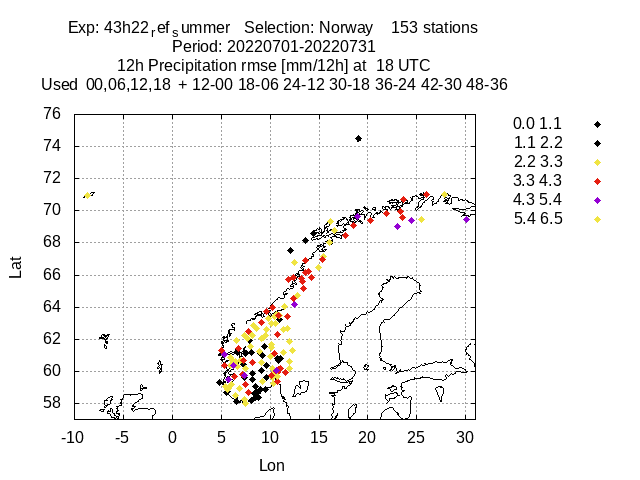 Exp: 43h22refsummer Selection: Norway 153 stations
Period: 20220701-20220731
12h Precipitation rmse [mm/12h] at 18 UTC
Used 00,06,12,18 + 12-00 18-06 24-12 30-18 36-24 42-30 48-36
76
74
72
70
68
66
64
62
60
58
Lat
-10 -5 0 5 10 15 20 25 30
Lon
0.0 1.1
1.1 2.2
2.2 3.3
3.3 4.3
4.3 5.4
5.4 6.5